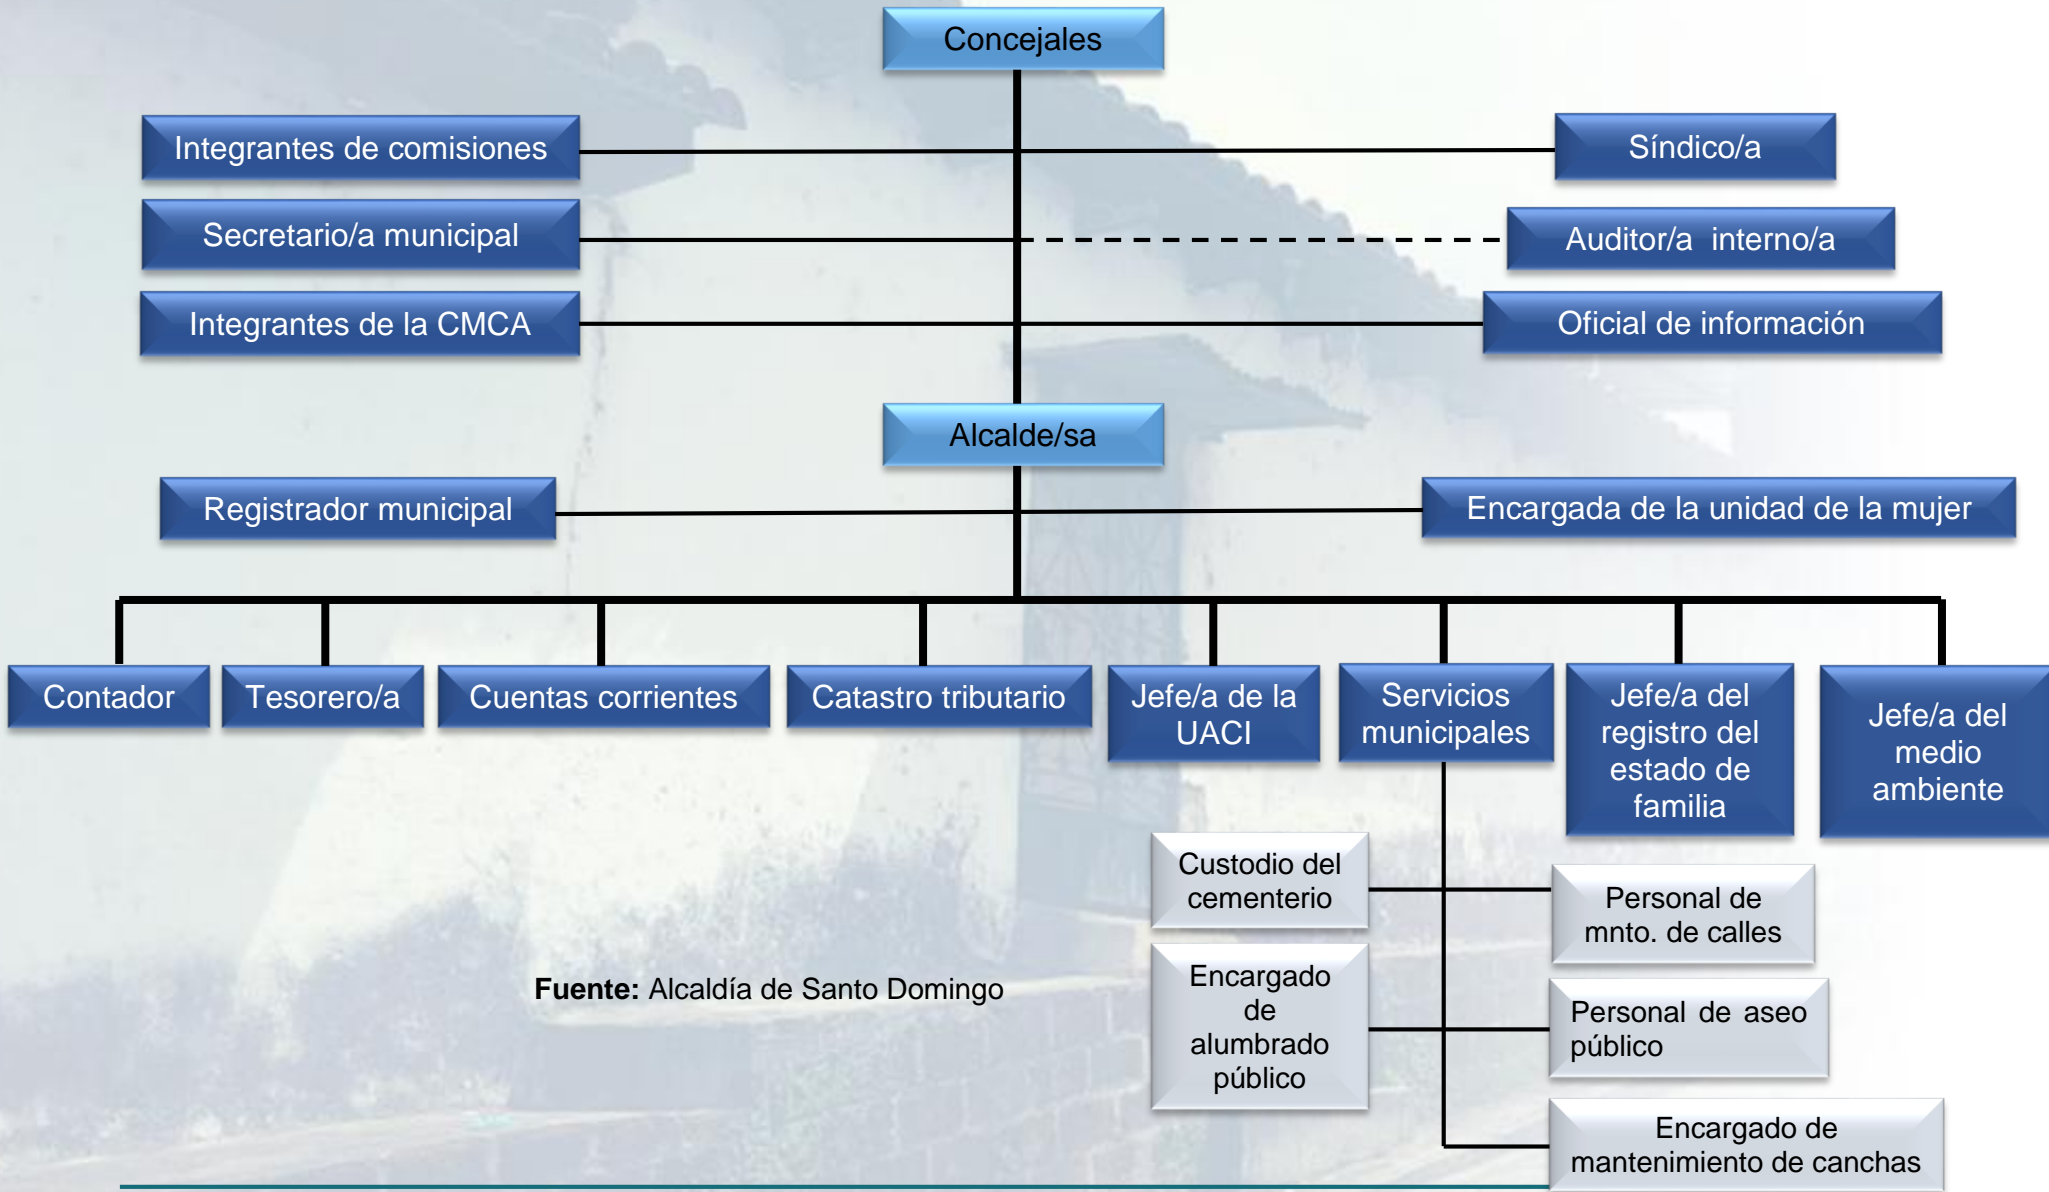 Concejales
Integrantes de comisiones
Síndico/a
Secretario/a municipal
Auditor/a interno/a
Integrantes de la CMCA
Oficial de información
Alcalde/sa
Registrador municipal
Encargada de la unidad de la mujer
Contador
Tesorero/a
Cuentas corrientes
Catastro tributario
Jefe/a de la
UACI
Servicios
municipales
Jefe/a del
registro del
estado de
familia
Jefe/a del
medio
ambiente
Custodio del
cementerio
Personal de
mnto. de calles
Encargado
de
alumbrado
público
Personal de aseo
público
Encargado de
mantenimiento de canchas
Fuente: Alcaldía de Santo Domingo